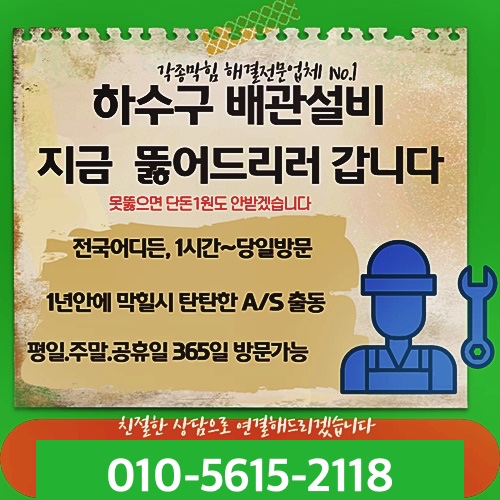 각종막힘 해결전문업체 No.1
하수구 배관설비
지금 뚫어드리러 갑니다
못뚫으면 단돈1원도 안받겠습니다
전국어디든, 1시간~당일방문
1년안에 막힐시 탄탄한 A/S 출동
평일.주말.공휴일 365일 방문가능
친절한 상담으로 연결해드리겠습니다
010-5615-2118